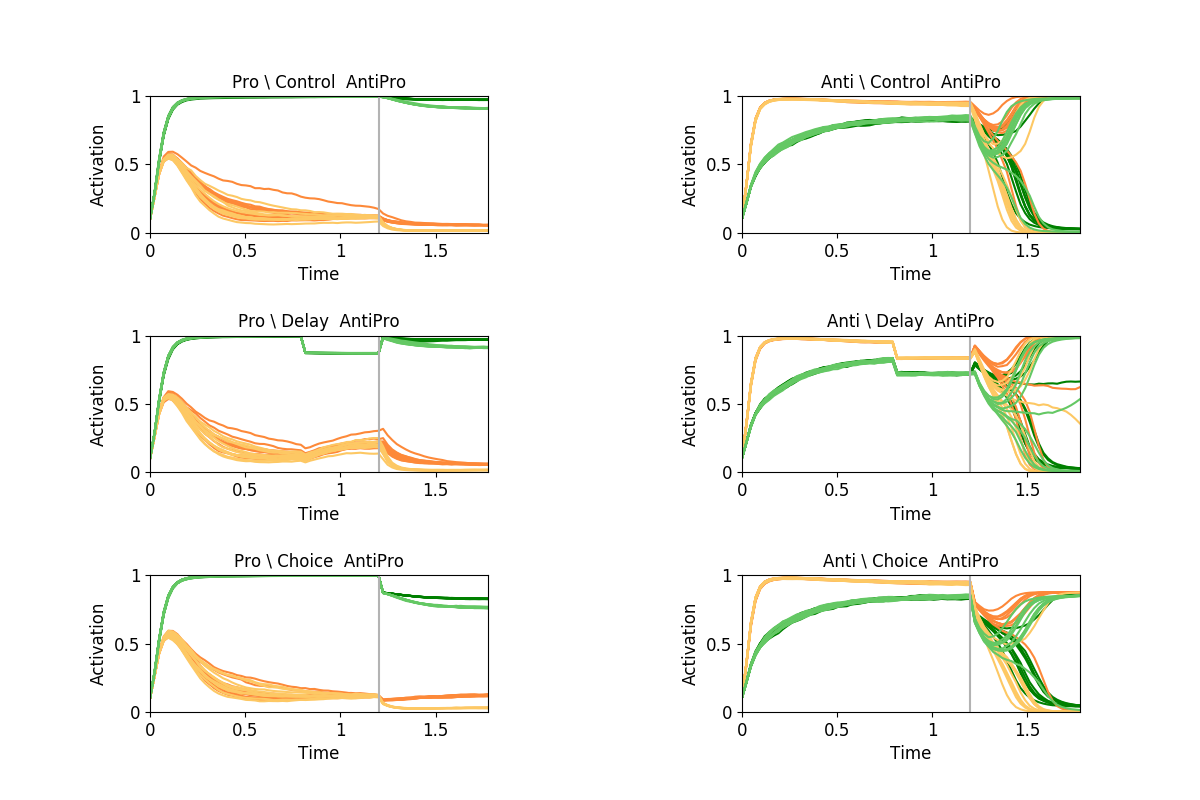 Pro \ Control  AntiPro
Activation
1
0.5
0
0
0.5
1
1.5
Time
Anti \ Control  AntiPro
Activation
1
0.5
0
0
0.5
1
1.5
Time
Pro \ Delay  AntiPro
Activation
1
0.5
0
0
0.5
1
1.5
Time
Anti \ Delay  AntiPro
Activation
1
0.5
0
0
0.5
1
1.5
Time
Pro \ Choice  AntiPro
Activation
1
0.5
0
0
0.5
1
1.5
Time
Anti \ Choice  AntiPro
Activation
1
0.5
0
0
0.5
1
1.5
Time